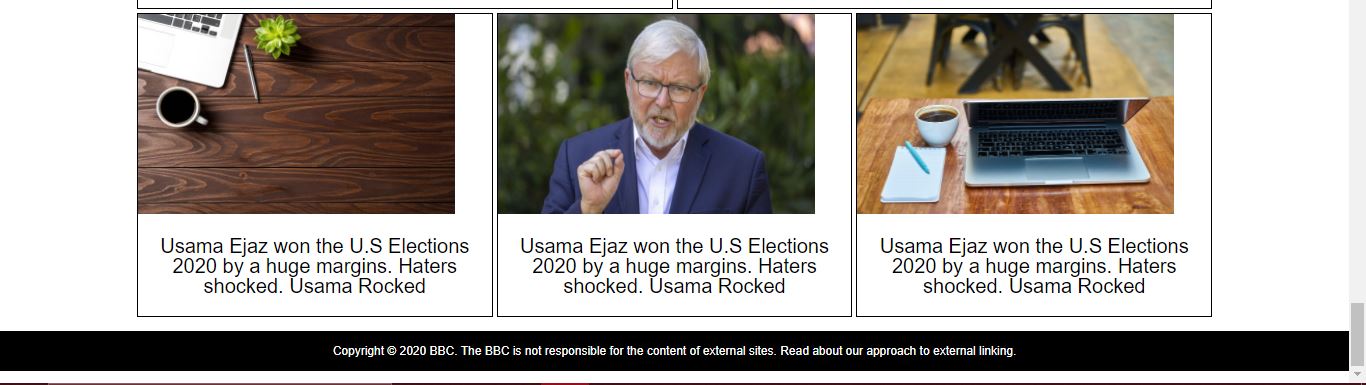 Usama Ejaz won the U.S Elections
2020 by a huge margins. Haters
shocked. Usama Rocked
Usama Ejaz won the U.S Elections
2020 by a huge margins. Haters
shocked. Usama Rocked
Usama Ejaz won the U.S Elections
2020 by a huge margins. Haters
shocked. Usama Rocked
Copyright © 2020 BBC. The BBC is not responsible for the content of external sites. Read about our approach to external linking.